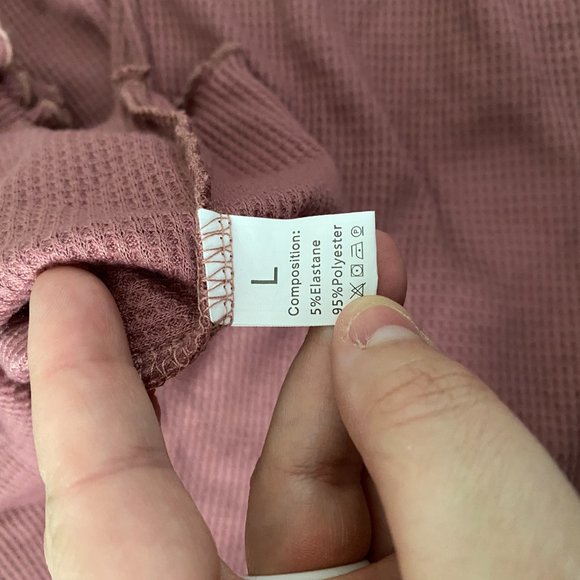 L
Composition:
5%Elastane
95%Polyester